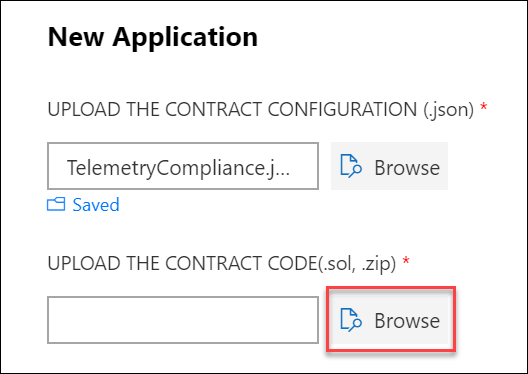 New Application
UPLOAD THE CONTRACT CONFIGURATION (.json) *
TelemetryCompliance.j... Browse
Saved
UPLOAD THE CONTRACT CODE(.sol, .zip) *
Browse